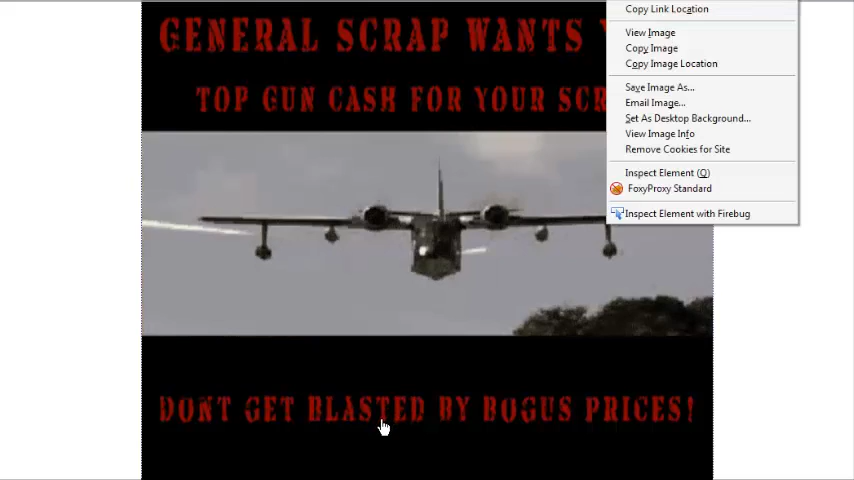 GENERAL SCRAP WANTS
TOP GUN CASH FOR YOUR
DONT GET BLASTED BY BOGUS PRICES!
Copy Link Location
View Image
Copy Image
Copy Image Location
Save Image As...
Email Image...
Set As Desktop Background...
View Image Info
Remove Cookies for Site
Inspect Element (Q)
FoxyProxy Standard
Inspect Element with Firebug